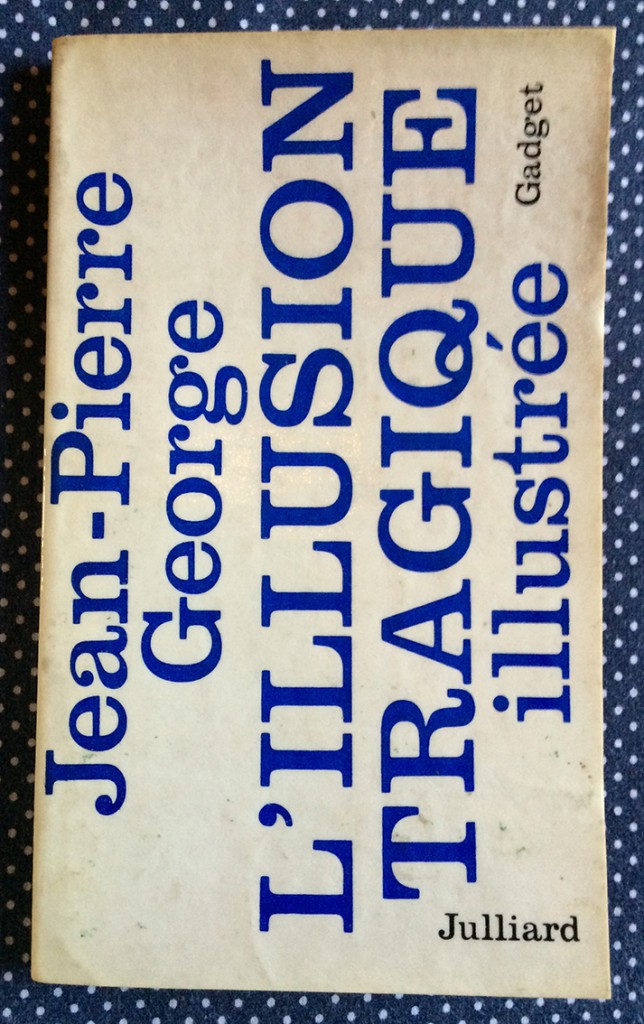 Jean-Pierre
George
L'ILLUSION
TRAGIQUE
illustrée
Gadget
Julliard